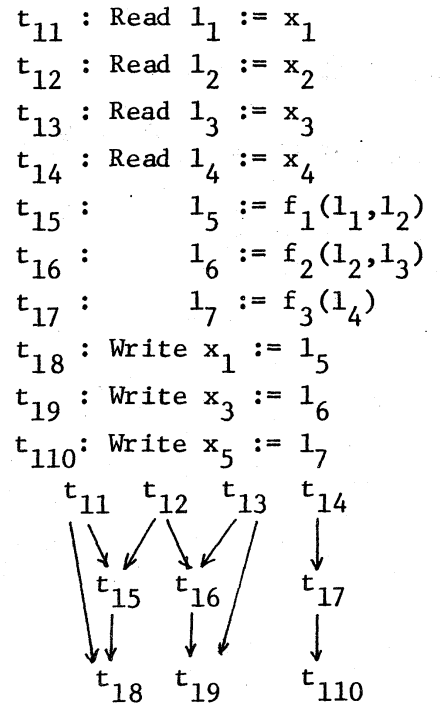 t11 : Read l1 := x1
t12 : Read l2 := x2
t13 : Read l3 := x3
t14 : Read l4 := x4
t15 : l5 := f1(l1,l2)
t16 : l6 := f2(l2,l3)
t17 : l7 := f3(l4)
t18 : Write x1 := l5
t19 : Write x3 := l6
t110: Write x5 := l7
t11 t12 t13 t14
t15 t16 t17
t18 t19 t110